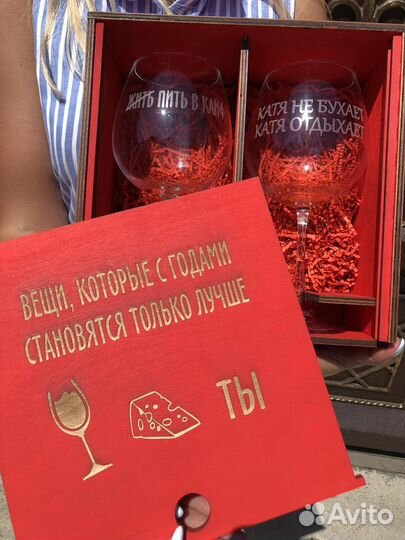 ЖИТЬ ПИТЬ В КАЙФ
КАТЯ НЕ БУХАЕТ
КАТЯ ОТДЫХАЕТ
ВЕЩИ, КОТОРЫЕ С ГОДАМИ
СТАНОВЯТСЯ ТОЛЬКО ЛУЧШЕ
ТЫ
Avito